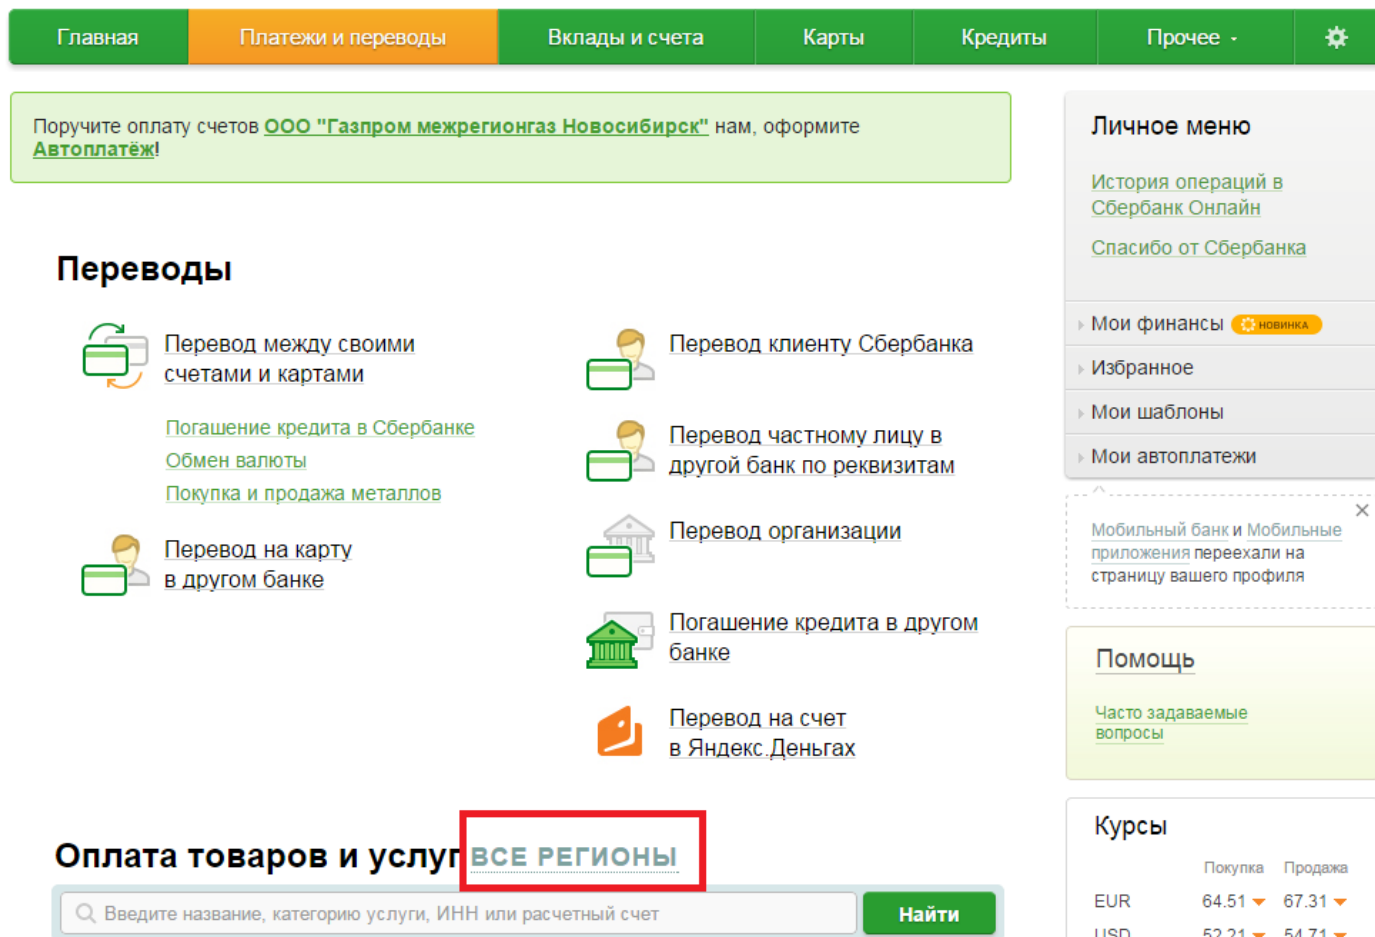 Главная
Платежи и переводы
Вклады и счета
Карты
Кредиты
Прочее
Поручите оплату счетов ООО "Газпром межрегионгаз Новосибирск" нам, оформите
Автоплатёж!
Переводы
Перевод между своими
счетами и картами
Погашение кредита в Сбербанке
Обмен валюты
Покупка и продажа металлов
Перевод на карту
в другом банке
Перевод клиенту Сбербанка
Перевод частному лицу в
другой банк по реквизитам
Перевод организации
Погашение кредита в другом
банке
Перевод на счет
в Яндекс.Деньгах
Оплата товаров и услуг ВСЕ РЕГИОНЫ
Введите название, категорию услуги, ИНН или расчетный счет
Найти
Личное меню
История операций в
Сбербанк Онлайн
Спасибо от Сбербанка
Мои финансы НОВИНКА
Избранное
Мои шаблоны
Мои автоплатежи
Мобильный банк и Мобильные
приложения переехали на
страницу вашего профиля
Помощь
Часто задаваемые
вопросы
Курсы
Покупка Продажа
EUR 64.51 67.31
USD 52.21 54.71